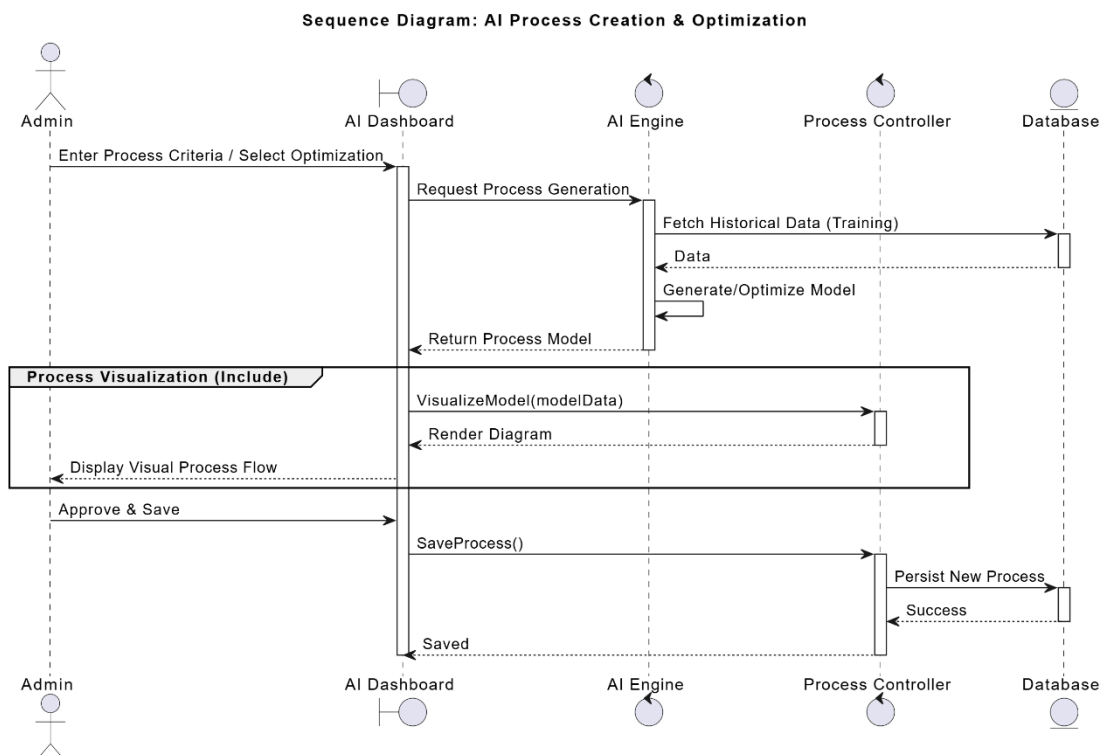 Sequence Diagram: AI Process Creation & Optimization
Admin
AI Dashboard
AI Engine
Process Controller
Database
Enter Process Criteria / Select Optimization
Request Process Generation
Fetch Historical Data (Training)
Data
Generate/Optimize Model
Return Process Model
Process Visualization (Include)
VisualizeModel(modelData)
Render Diagram
Display Visual Process Flow
Approve & Save
SaveProcess()
Persist New Process
Success
Saved
Admin
AI Dashboard
AI Engine
Process Controller
Database